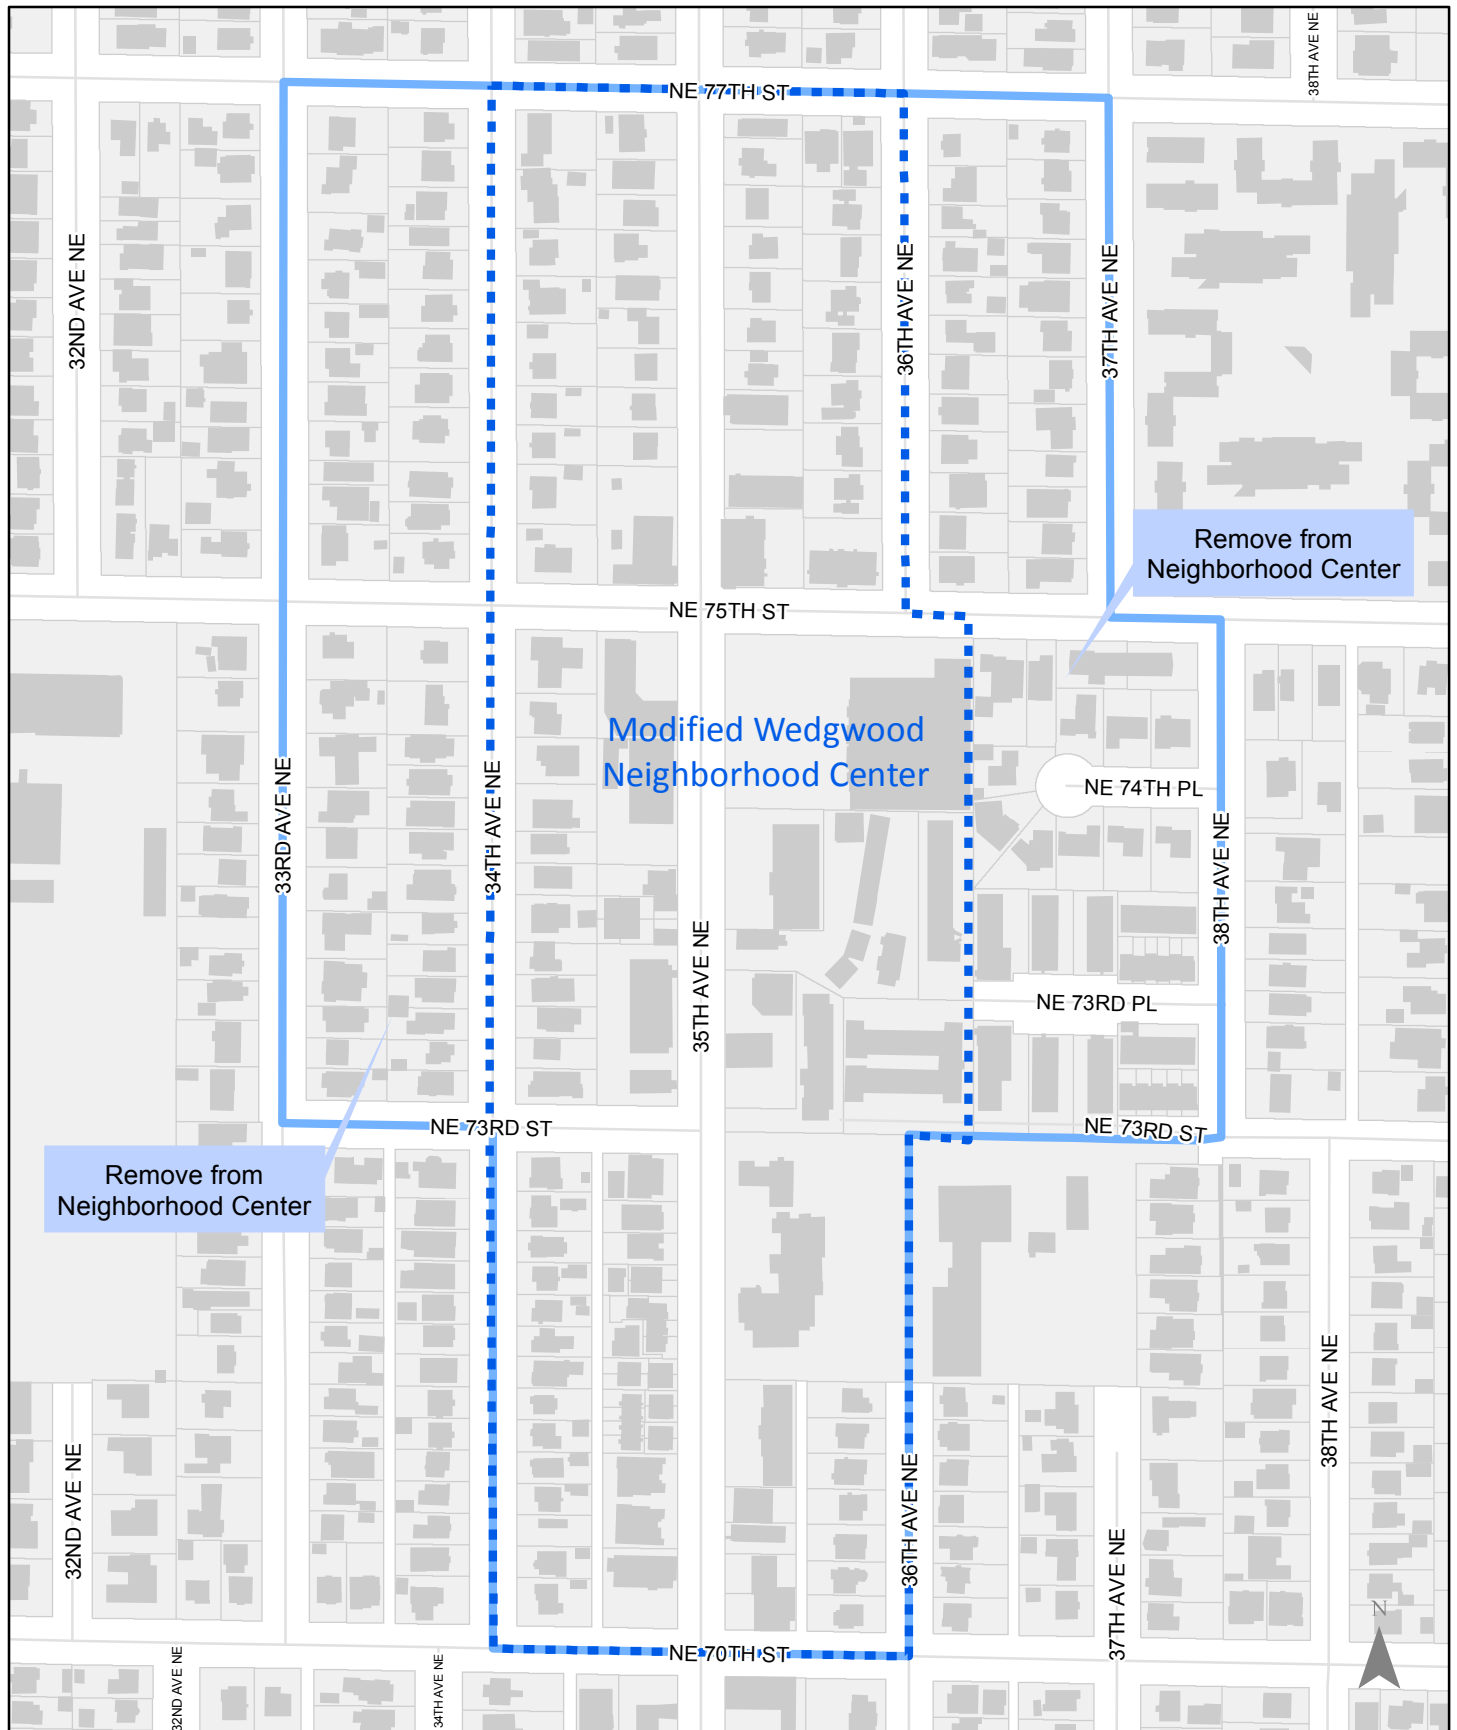 38TH AVE NE
NE 77TH ST
32ND AVE NE
36TH AVE NE
37TH AVE NE
Remove from
Neighborhood Center
NE 75TH ST
Modified Wedgwood
Neighborhood Center
33RD AVE NE
34TH AVE NE
NE 74TH PL
38TH AVE NE
35TH AVE NE
NE 73RD PL
NE 73RD ST
NE 73RD ST
Remove from
Neighborhood Center
38TH AVE NE
32ND AVE NE
36TH AVE NE
37TH AVE NE
N
NE 70TH ST
32ND AVE NE
34TH AVE NE